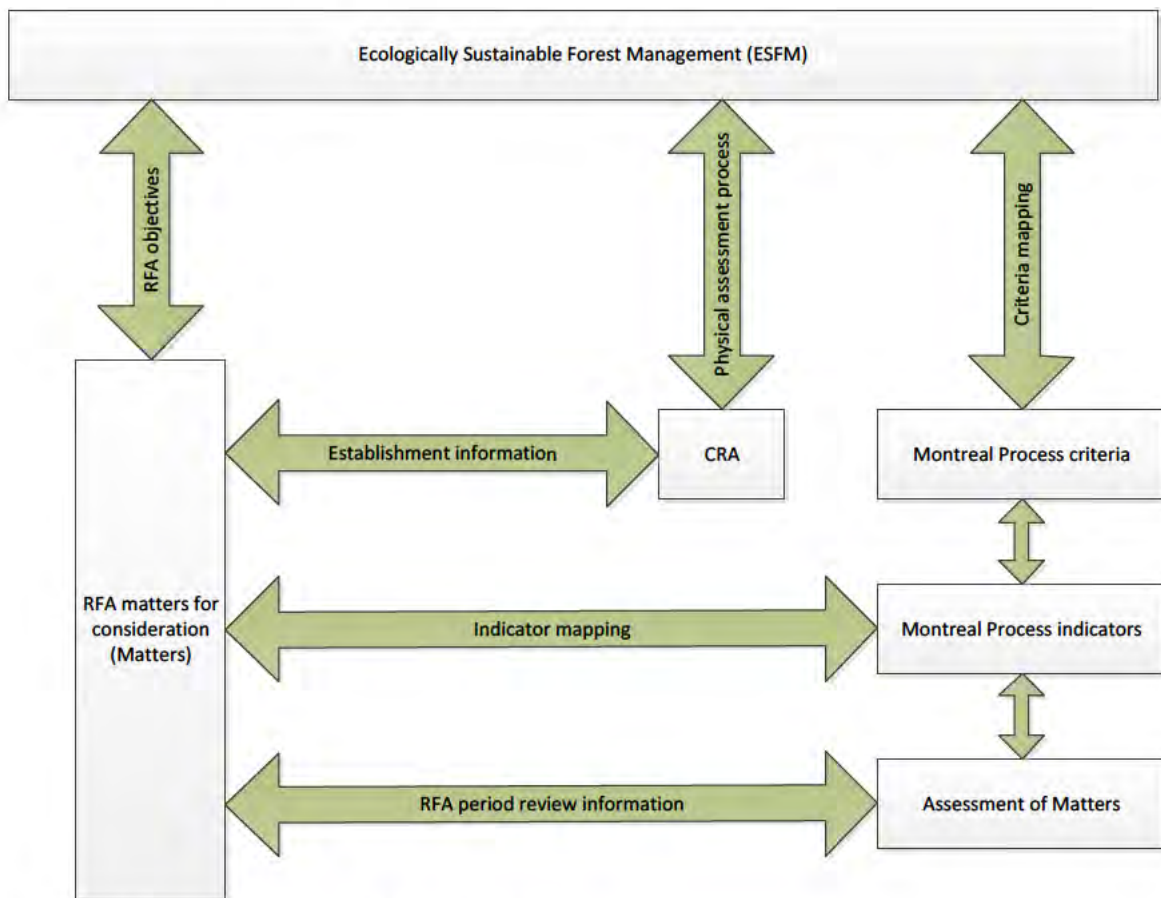 Ecologically Sustainable Forest Management (ESFM)
RFA objectives
Physical assessment process
Criteria mapping
Establishment information
CRA
Montreal Process criteria
RFA matters for
consideration
(Matters)
Indicator mapping
Montreal Process indicators
RFA period review information
Assessment of Matters